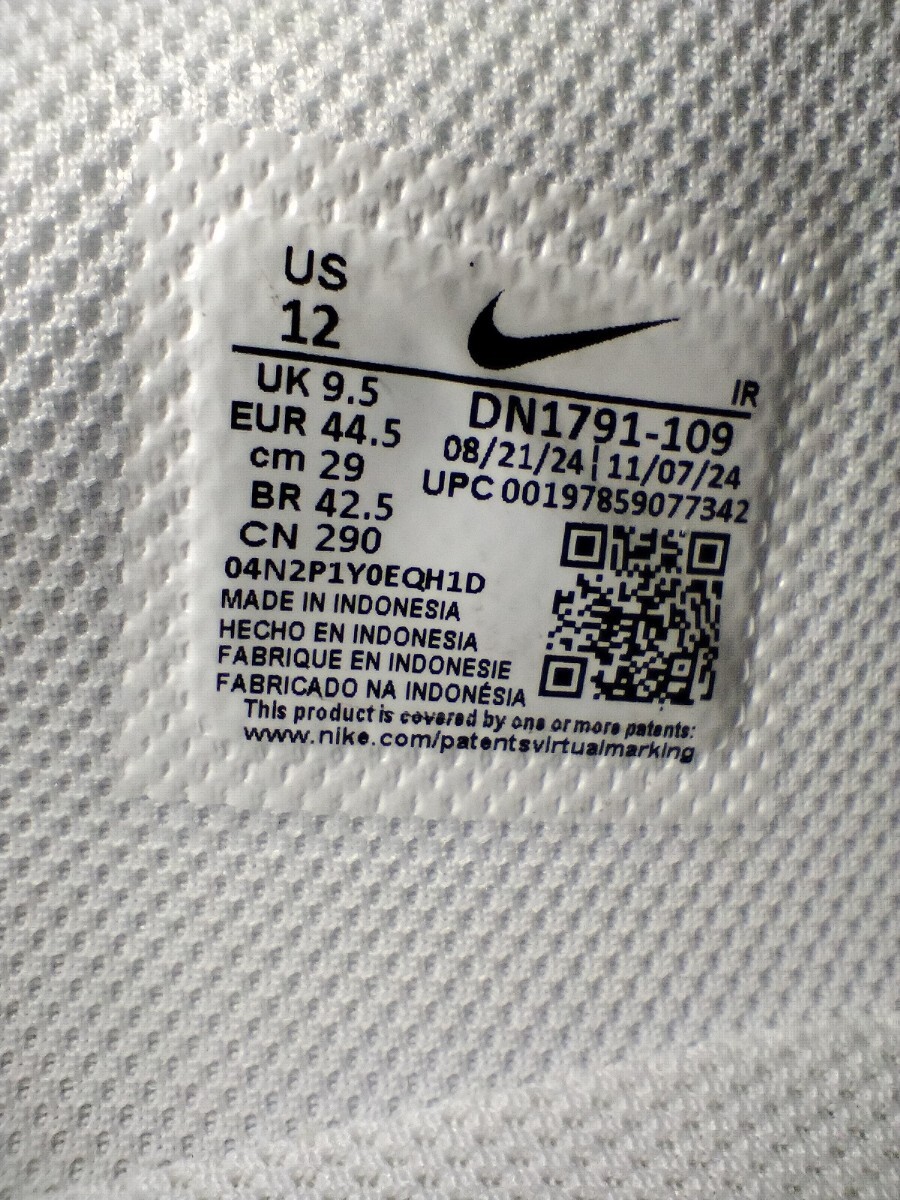 US
12
IR
UK 9.5
EUR 44.5
cm 29
BR 42.5
CN 290
DN1791-109
08/21/24 | 11/07/24
UPC 00197859077342
04N2P1Y0EQH1D
MADE IN INDONESIA
HECHO EN INDONESIA
FABRIQUE EN INDONESIE
FABRICADO NA INDONÉSIA
This product is covered by one or more patents:
www.nike.com/patentsvirtualmarking